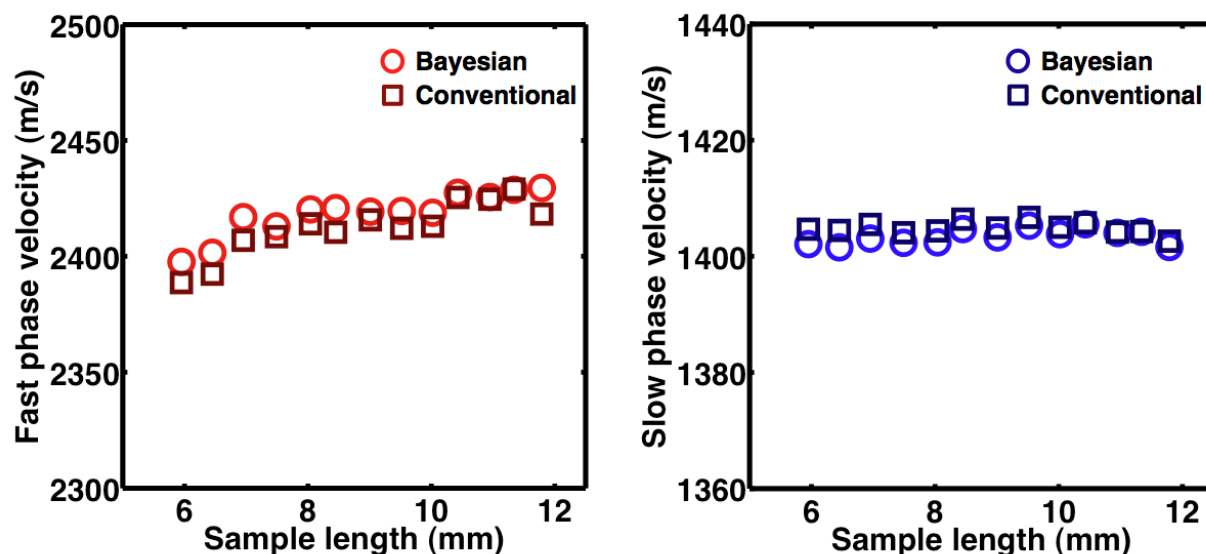 2500
2450
2400
2350
2300
Fast phase velocity (m/s)
Bayesian
Conventional
6 8 10 12
Sample length (mm)
1440
1420
1400
1380
1360
Slow phase velocity (m/s)
Bayesian
Conventional
6 8 10 12
Sample length (mm)